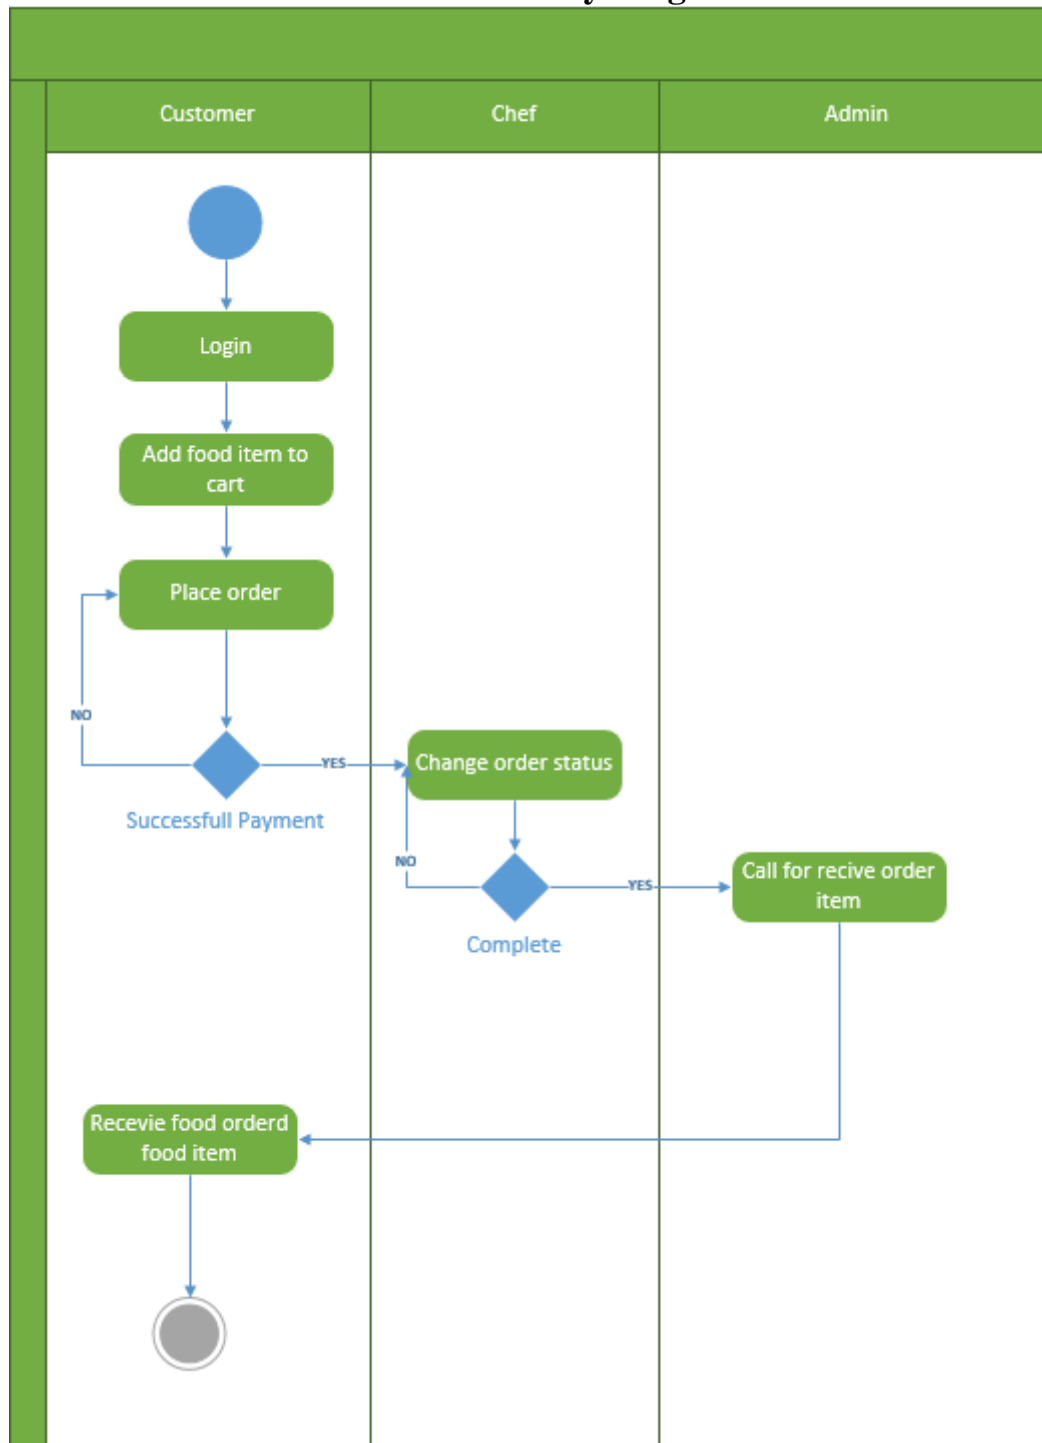 Customer
Chef
Admin
Login
Add food item to
cart
Place order
NO
YES
Successfull Payment
Change order status
NO
YES
Complete
Call for recive order
item
Recevie food orderd
food item